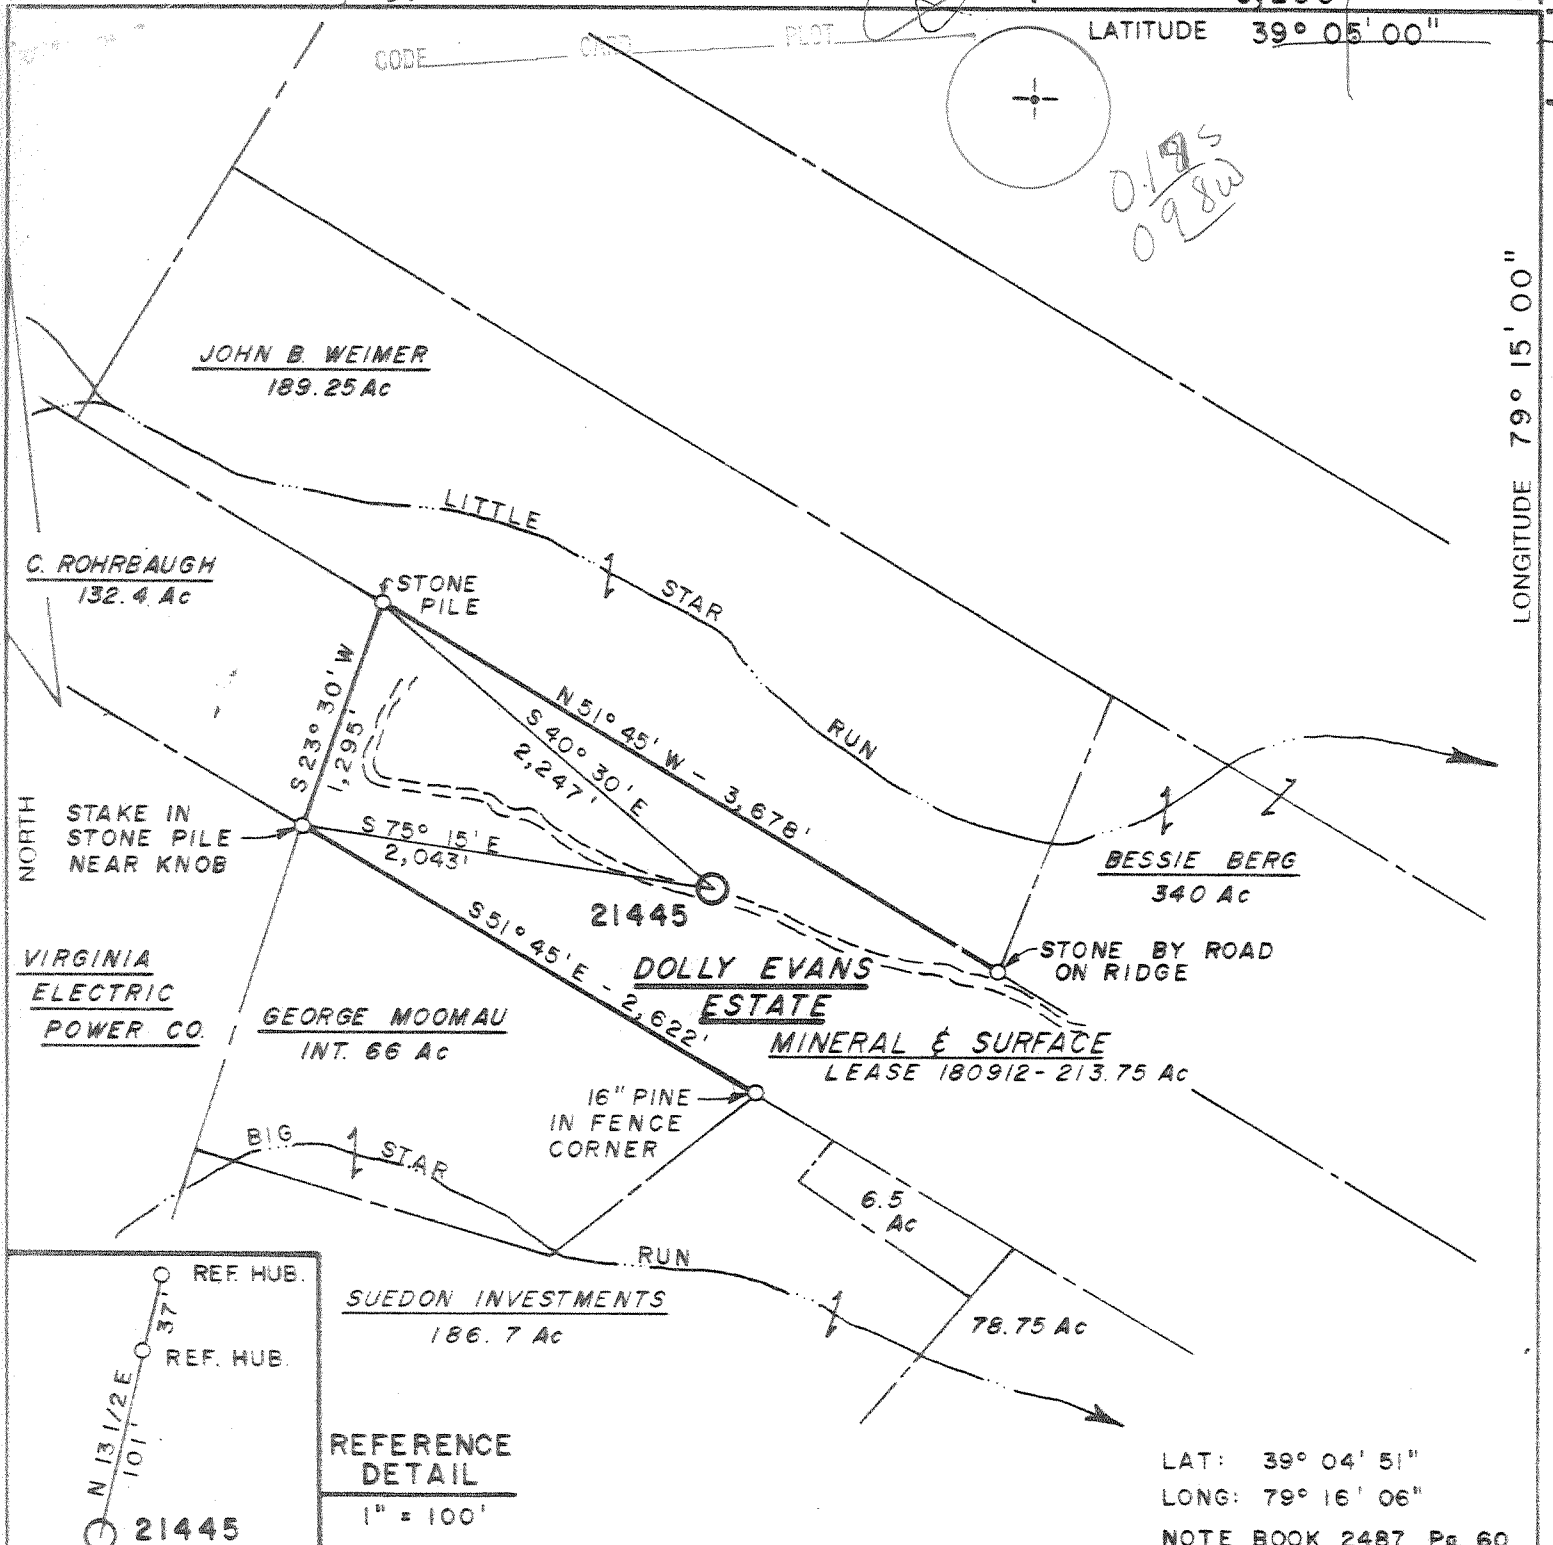 LATITUDE 39° 05' 00"
CODE CARD PLOT
0.18 S
0.98 W
LONGITUDE 79° 15' 00"
JOHN B. WEIMER
189.25 Ac
LITTLE STAR RUN
C. ROHRBAUGH
132.4 Ac
STONE
PILE
S 23° 30' W
1,295'
N 51° 45' W - 3,678'
S 40° 30' E
2,247'
NORTH
STAKE IN
STONE PILE
NEAR KNOB
S 75° 15' E
2,043'
BESSIE BERG
340 Ac
21445
S 51° 45' E - 2,622'
STONE BY ROAD
ON RIDGE
VIRGINIA
ELECTRIC
POWER CO.
DOLLY EVANS
ESTATE
GEORGE MOOMAU
INT. 66 Ac
MINERAL & SURFACE
LEASE 180912 - 213.75 Ac
16" PINE
IN FENCE
CORNER
BIG STAR RUN
6.5
Ac
78.75 Ac
SUEDON INVESTMENTS
186.7 Ac
REF. HUB.
37'
REF. HUB.
N 13 1/2 E
101'
21445
REFERENCE
DETAIL
1" = 100'
LAT: 39° 04' 51"
LONG: 79° 16' 06"
NOTE BOOK 2487 Pg 60